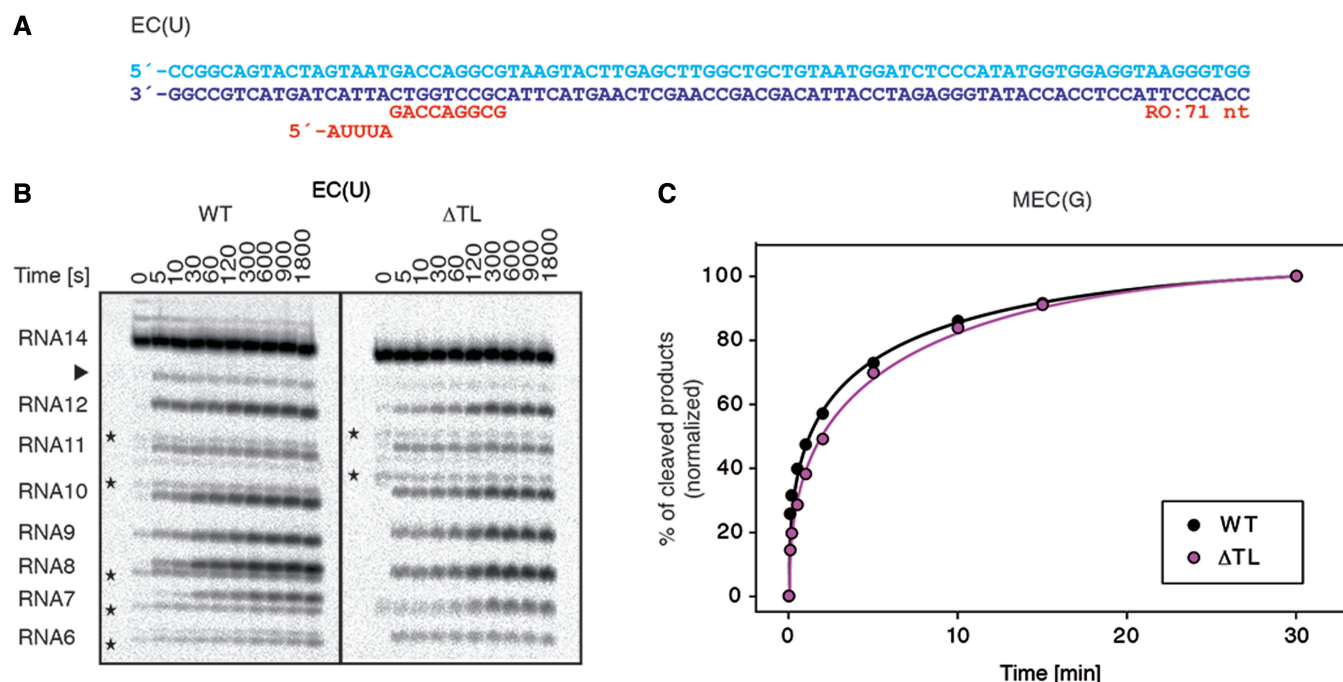 A
EC(U)
5´-CCGGCAGTACTAGTAATGACCAGGCGTAAGTACTTGAGCTTGGCTGCTGTAATGGATCTCCCATATGGTGGAGGTAAGGGTGG
3´-GGCCGTCATGATCATTACTGGTCCGCATTCATGAACTCGAACCGACGACATTACCTAGAGGGTATACCACCTCCATTCCCACC
GACCAGGCG RO:71 nt
5´-AUUUA
B
EC(U)
WT ΔTL
Time [s] 0 5 10 30 60 120 300 600 900 1800 0 5 10 30 60 120 300 600 900 1800
RNA14
RNA12
RNA11
RNA10
RNA9
RNA8
RNA7
RNA6
C
MEC(G)
% of cleaved products
(normalized)
100
80
60
40
20
0
WT
ΔTL
0 10 20 30
Time [min]